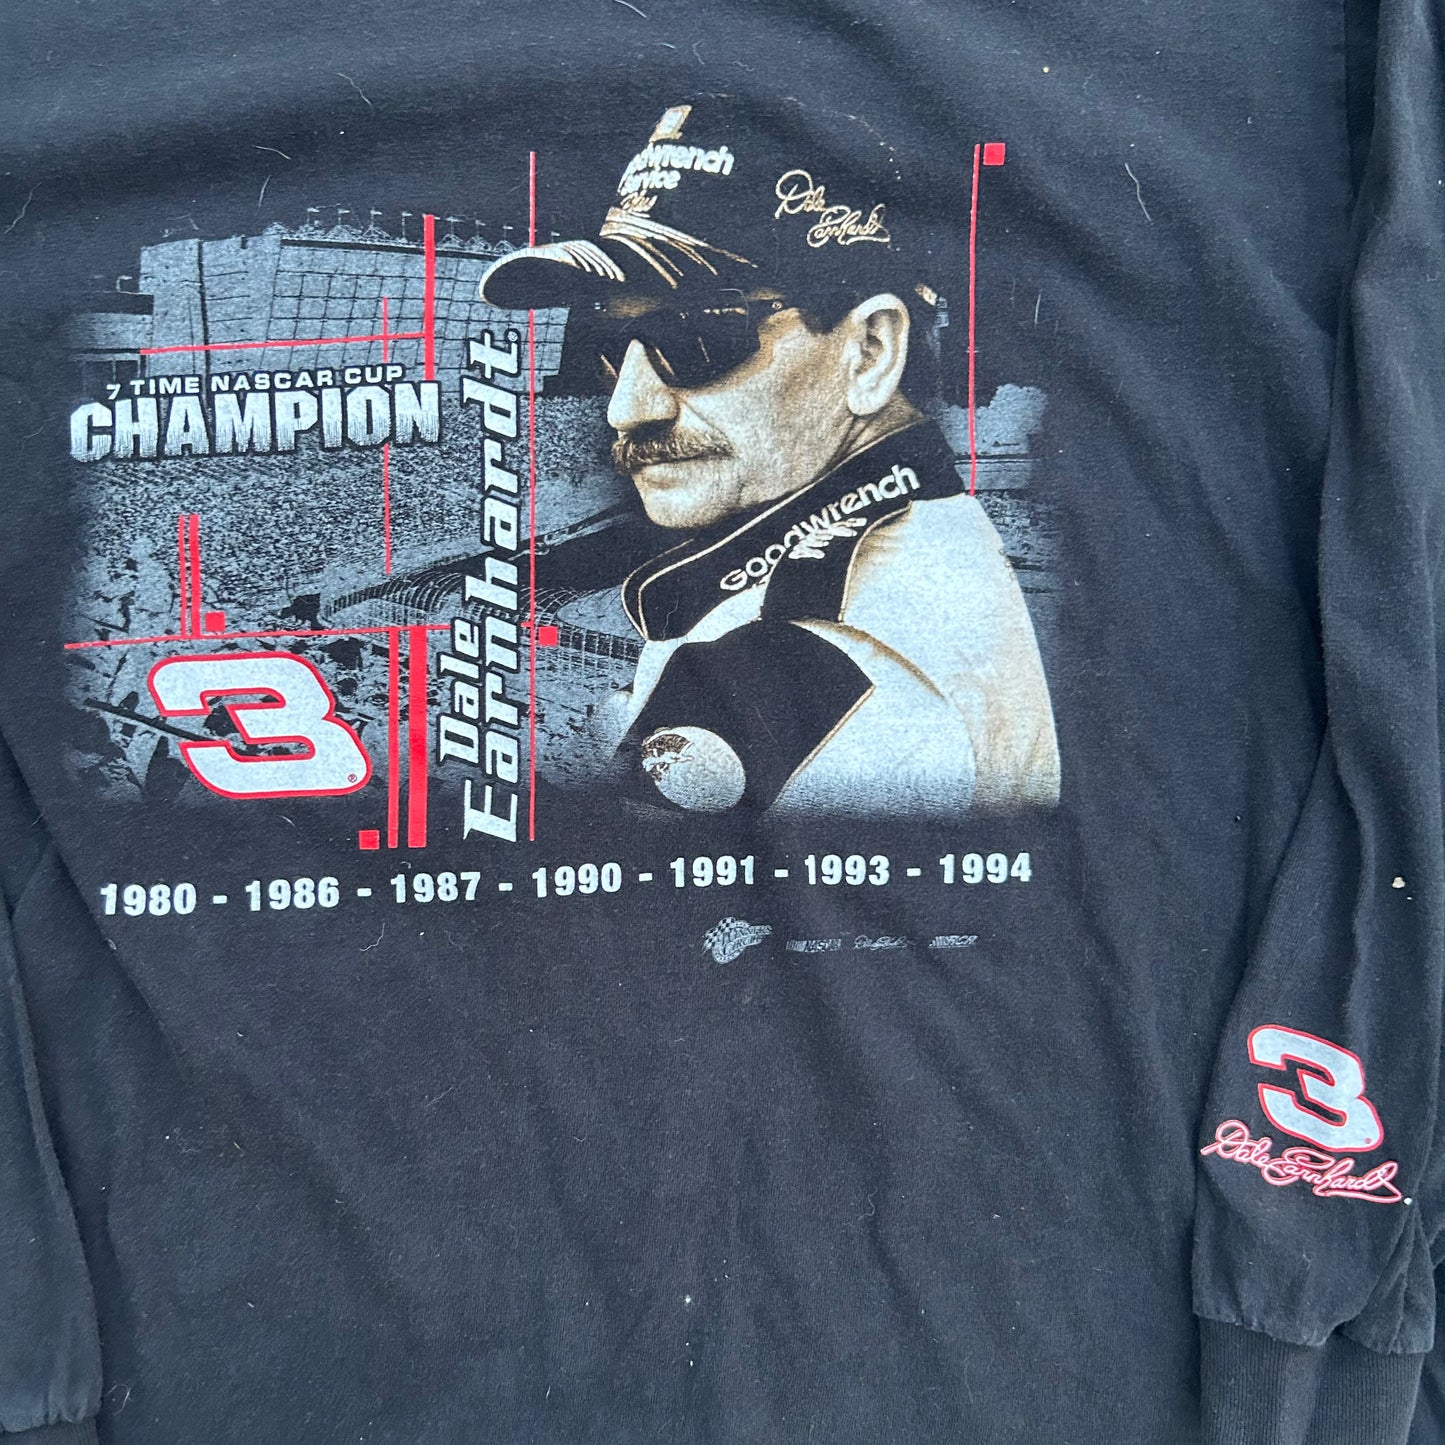 Goodwrench
Service
Plus
Dale
Earnhardt
7 TIME NASCAR CUP
CHAMPION
Dale
Earnhardt.
Goodwrench
3®
1980 - 1986 - 1987 - 1990 - 1991 - 1993 - 1994
3
Dale Earnhardt